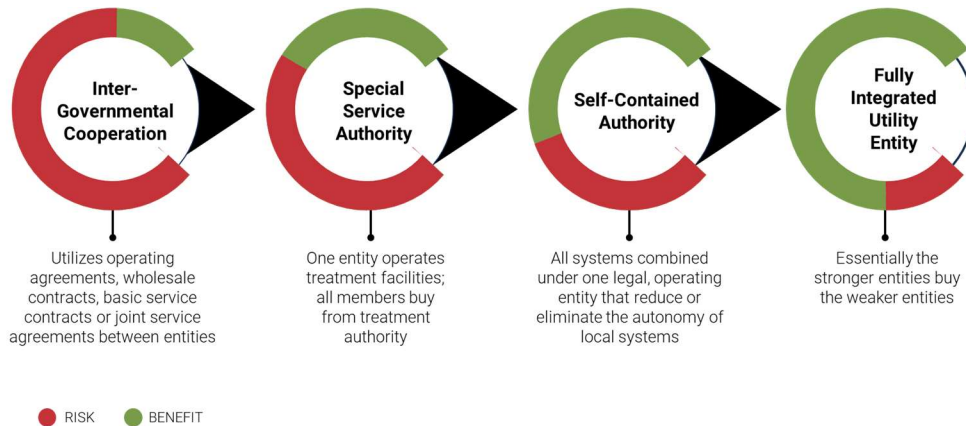 Inter-
Governmental
Cooperation
Utilizes operating
agreements, wholesale
contracts, basic service
contracts or joint service
agreements between entities
Special
Service
Authority
One entity operates
treatment facilities;
all members buy
from treatment
authority
Self-Contained
Authority
All systems combined
under one legal, operating
entity that reduce or
eliminate the autonomy of
local systems
Fully
Integrated
Utility
Entity
Essentially the
stronger entities buy
the weaker entities
RISK
BENEFIT